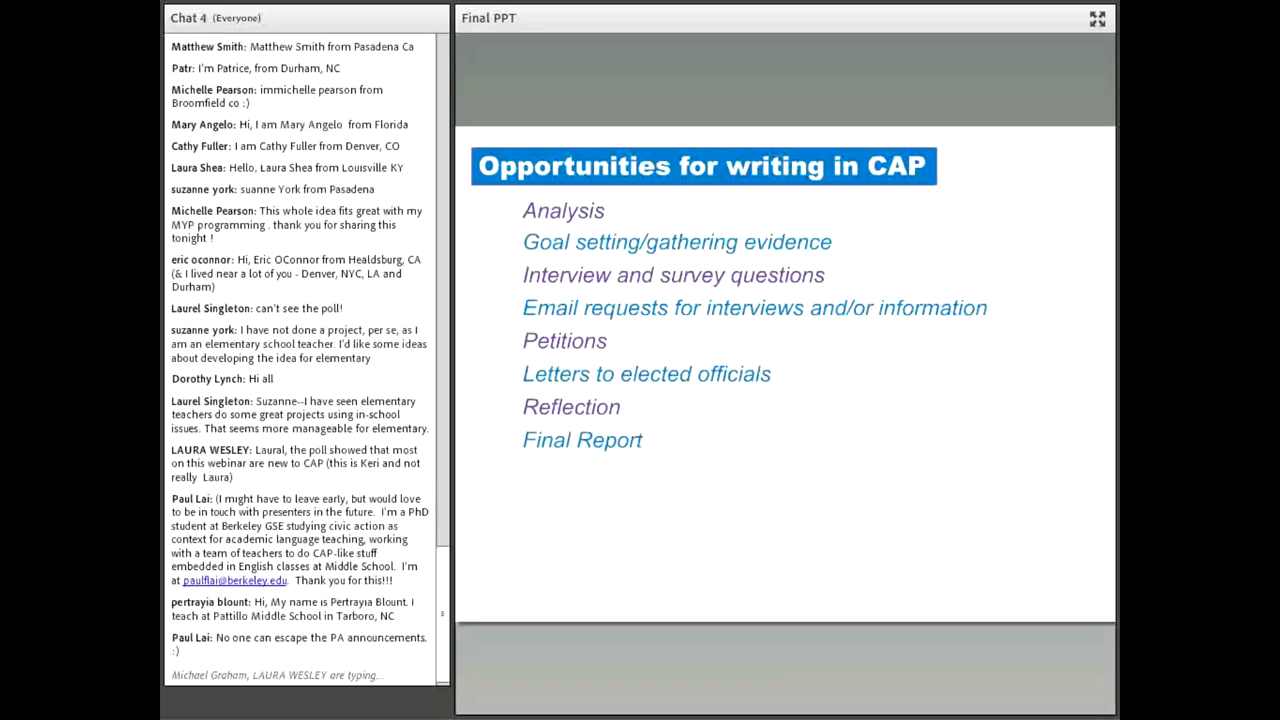 Chat 4 (Everyone)
Matthew Smith: Matthew Smith from Pasadena Ca
Patr: I'm Patrice, from Durham, NC
Michelle Pearson: immichelle pearson from
Broomfield co :)
Mary Angelo: Hi, I am Mary Angelo from Florida
Cathy Fuller: I am Cathy Fuller from Denver, CO
Laura Shea: Hello, Laura Shea from Louisville KY
suzanne york: suanne York from Pasadena
Michelle Pearson: This whole idea fits great with my
MYP programming . thank you for sharing this
tonight !
eric oconnor: Hi, Eric OConnor from Healdsburg, CA
(& I lived near a lot of you - Denver, NYC, LA and
Durham)
Laurel Singleton: can't see the poll!
suzanne york: I have not done a project, per se, as I
am an elementary school teacher. I'd like some ideas
about developing the idea for elementary
Dorothy Lynch: Hi all
Laurel Singleton: Suzanne--I have seen elementary
teachers do some great projects using in-school
issues. That seems more manageable for elementary.
LAURA WESLEY: Laural, the poll showed that most
on this webinar are new to CAP (this is Keri and not
really Laura)
Paul Lai: (I might have to leave early, but would love
to be in touch with presenters in the future. I'm a PhD
student at Berkeley GSE studying civic action as
context for academic language teaching, working
with a team of teachers to do CAP-like stuff
embedded in English classes at Middle School. I'm
at paulflai@berkeley.edu. Thank you for this!!!
pertrayia blount: Hi, My name is Pertrayia Blount. I
teach at Pattillo Middle School in Tarboro, NC
Paul Lai: No one can escape the PA announcements.
:)
Michael Graham, LAURA WESLEY are typing...
Final PPT
Opportunities for writing in CAP
Analysis
Goal setting/gathering evidence
Interview and survey questions
Email requests for interviews and/or information
Petitions
Letters to elected officials
Reflection
Final Report